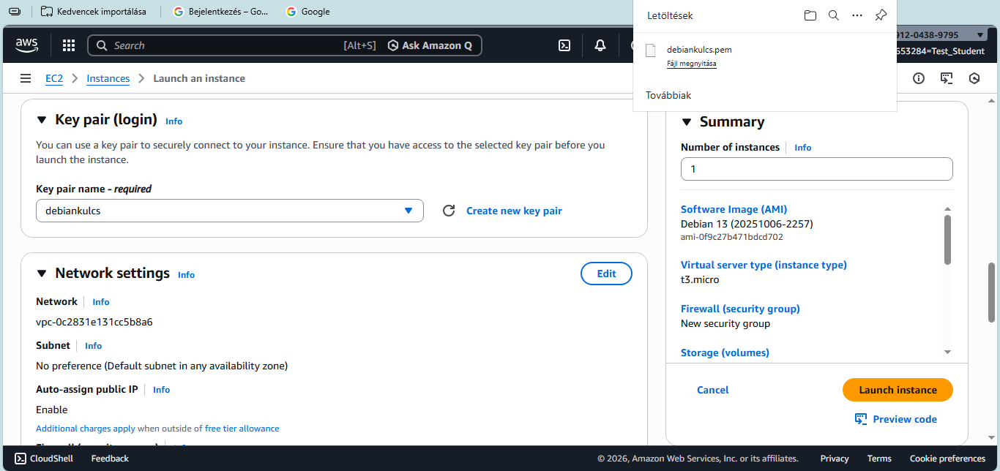 Kedvencek importálása
Bejelentkezés – Go...
Google
Letöltések
debiankulcs.pem
Fájl megnyitása
Továbbiak
aws
Search
[Alt+S]
Ask Amazon Q
912-0438-9795
653284=Test_Student
EC2
Instances
Launch an instance
Key pair (login) Info
You can use a key pair to securely connect to your instance. Ensure that you have access to the selected key pair before you
launch the instance.
Key pair name - required
debiankulcs
Create new key pair
Network settings Info
Edit
Network Info
vpc-0c2831e131cc5b8a6
Subnet Info
No preference (Default subnet in any availability zone)
Auto-assign public IP Info
Enable
Additional charges apply when outside of free tier allowance
Summary
Number of instances Info
1
Software Image (AMI)
Debian 13 (20251006-2257)
ami-0f9c27b471bdcd702
Virtual server type (instance type)
t3.micro
Firewall (security group)
New security group
Storage (volumes)
Cancel
Launch instance
Preview code
CloudShell
Feedback
© 2026, Amazon Web Services, Inc. or its affiliates.
Privacy
Terms
Cookie preferences